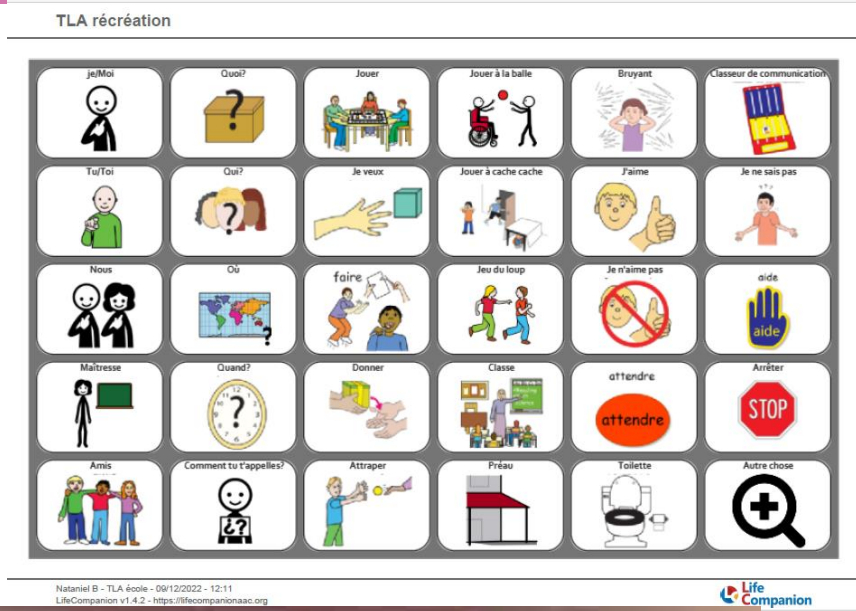 TLA récréation
je/Moi
Quoi?
Jouer
Jouer à la balle
Bruyant
Classeur de communication
Tu/Toi
Qui?
Je veux
Jouer à cache cache
J'aime
Je ne sais pas
Nous
Où
faire
Jeu du loup
Je n'aime pas
aide
aide
Maîtresse
Quand?
Donner
Classe
attendre
attendre
Arrêter
STOP
Amis
Comment tu t'appelles?
Attraper
Préau
Toilette
Autre chose
Nataniel B - TLA école - 09/12/2022 - 12:11
LifeCompanion v1.4.2 - https://lifecompanionaac.org
Life
Companion